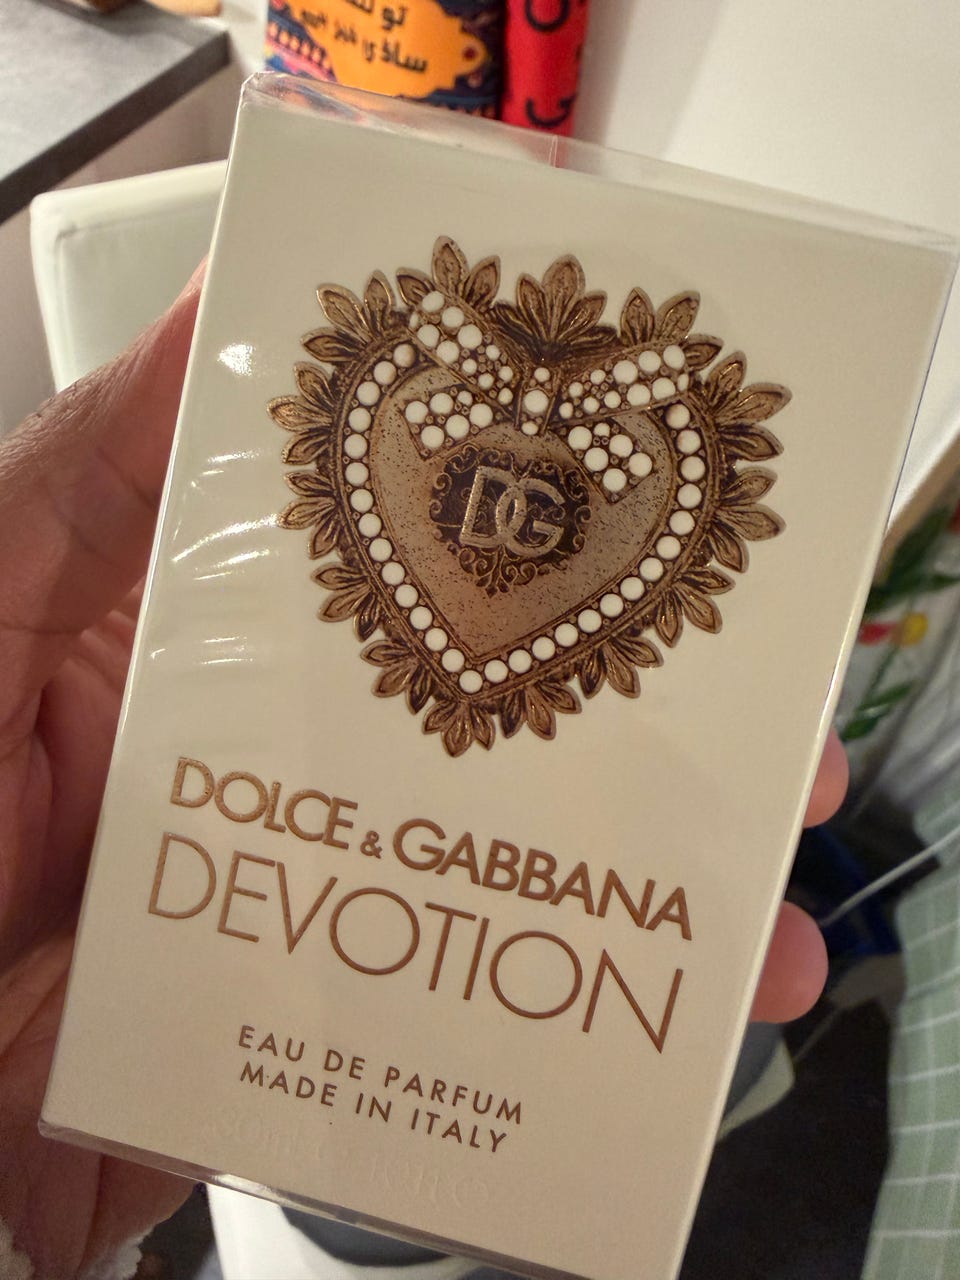 DG
DOLCE & GABBANA
DEVOTION
EAU DE PARFUM
MADE IN ITALY